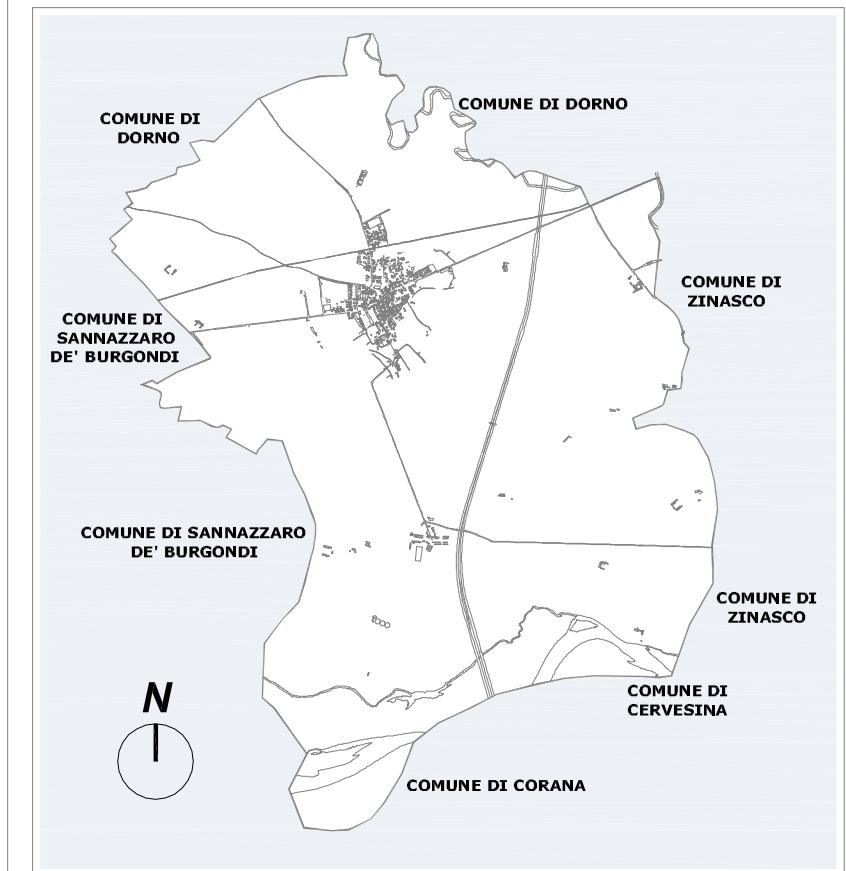 COMUNE DI DORNO
COMUNE DI
DORNO
COMUNE DI
ZINASCO
COMUNE DI
SANNAZZARO
DE' BURGONDI
COMUNE DI SANNAZZARO
DE' BURGONDI
COMUNE DI
ZINASCO
N
COMUNE DI
CERVESINA
COMUNE DI CORANA